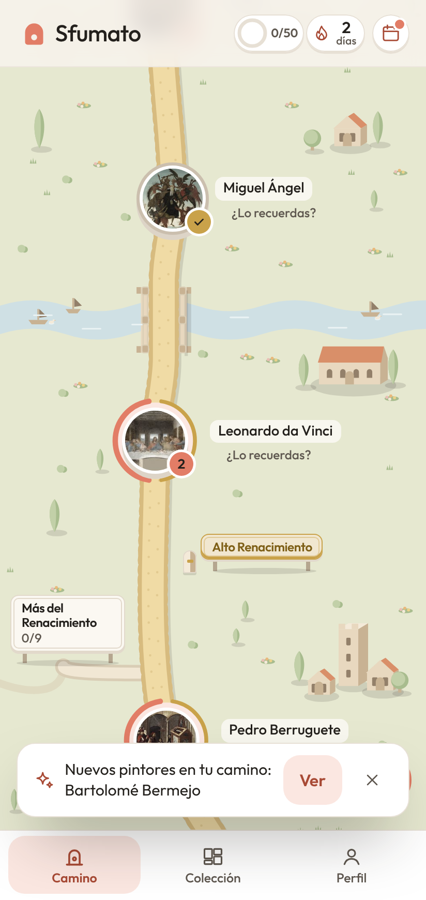 Sfumato
0/50
2
días
Miguel Ángel
¿Lo recuerdas?
Leonardo da Vinci
¿Lo recuerdas?
2
Alto Renacimiento
Más del
Renacimiento
0/9
Pedro Berruguete
Nuevos pintores en tu camino:
Bartolomé Bermejo
Ver
Camino
Colección
Perfil